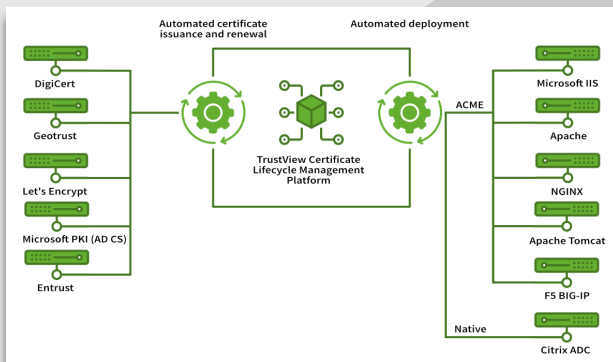 Automated certificate
issuance and renewal
Automated deployment
DigiCert
Geotrust
Let's Encrypt
Microsoft PKI (AD CS)
Entrust
TrustView Certificate
Lifecycle Management
Platform
ACME
Microsoft IIS
Apache
NGINX
Apache Tomcat
F5 BIG-IP
Native
Citrix ADC